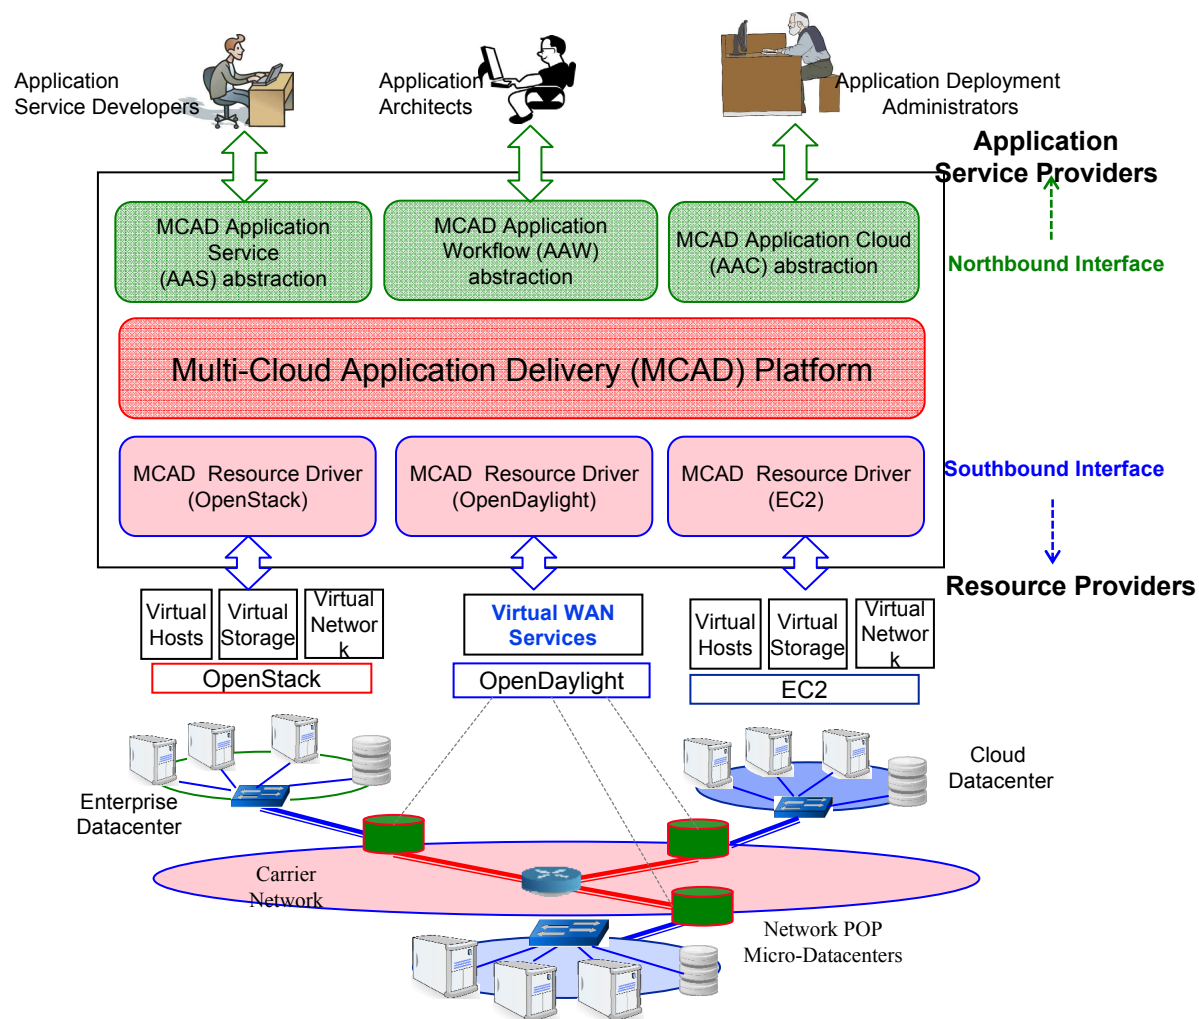 Application
Service Developers
Application
Architects
Application Deployment
Administrators
Application
Service Providers
MCAD Application
Service
(AAS) abstraction
MCAD Application
Workflow (AAW)
abstraction
MCAD Application Cloud
(AAC) abstraction
Northbound Interface
Multi-Cloud Application Delivery (MCAD) Platform
MCAD  Resource Driver
(OpenStack)
MCAD  Resource Driver
(OpenDaylight)
MCAD  Resource Driver
(EC2)
Southbound Interface
Resource Providers
Virtual
Hosts
Virtual
Storage
Virtual
Networ
k
OpenStack
Virtual WAN
Services
OpenDaylight
Virtual
Hosts
Virtual
Storage
Virtual
Networ
k
EC2
Enterprise
Datacenter
Cloud
Datacenter
Carrier
Network
Network POP
Micro-Datacenters